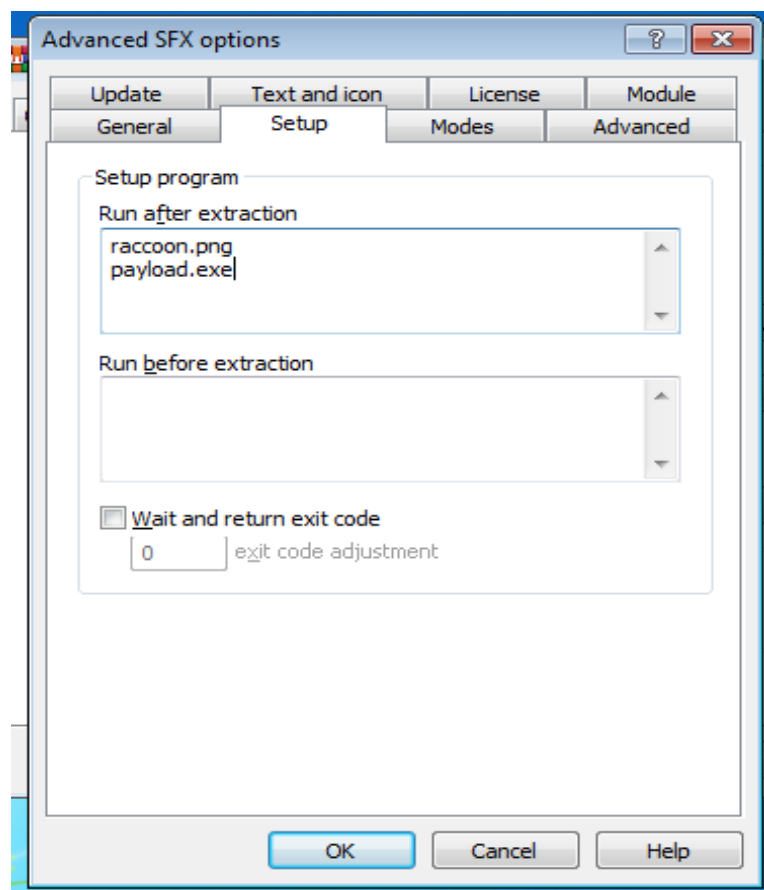 Advanced SFX options
Update Text and icon License Module
General Setup Modes Advanced
Setup program
Run after extraction
raccoon.png
payload.exe
Run before extraction
Wait and return exit code
0 exit code adjustment
OK Cancel Help